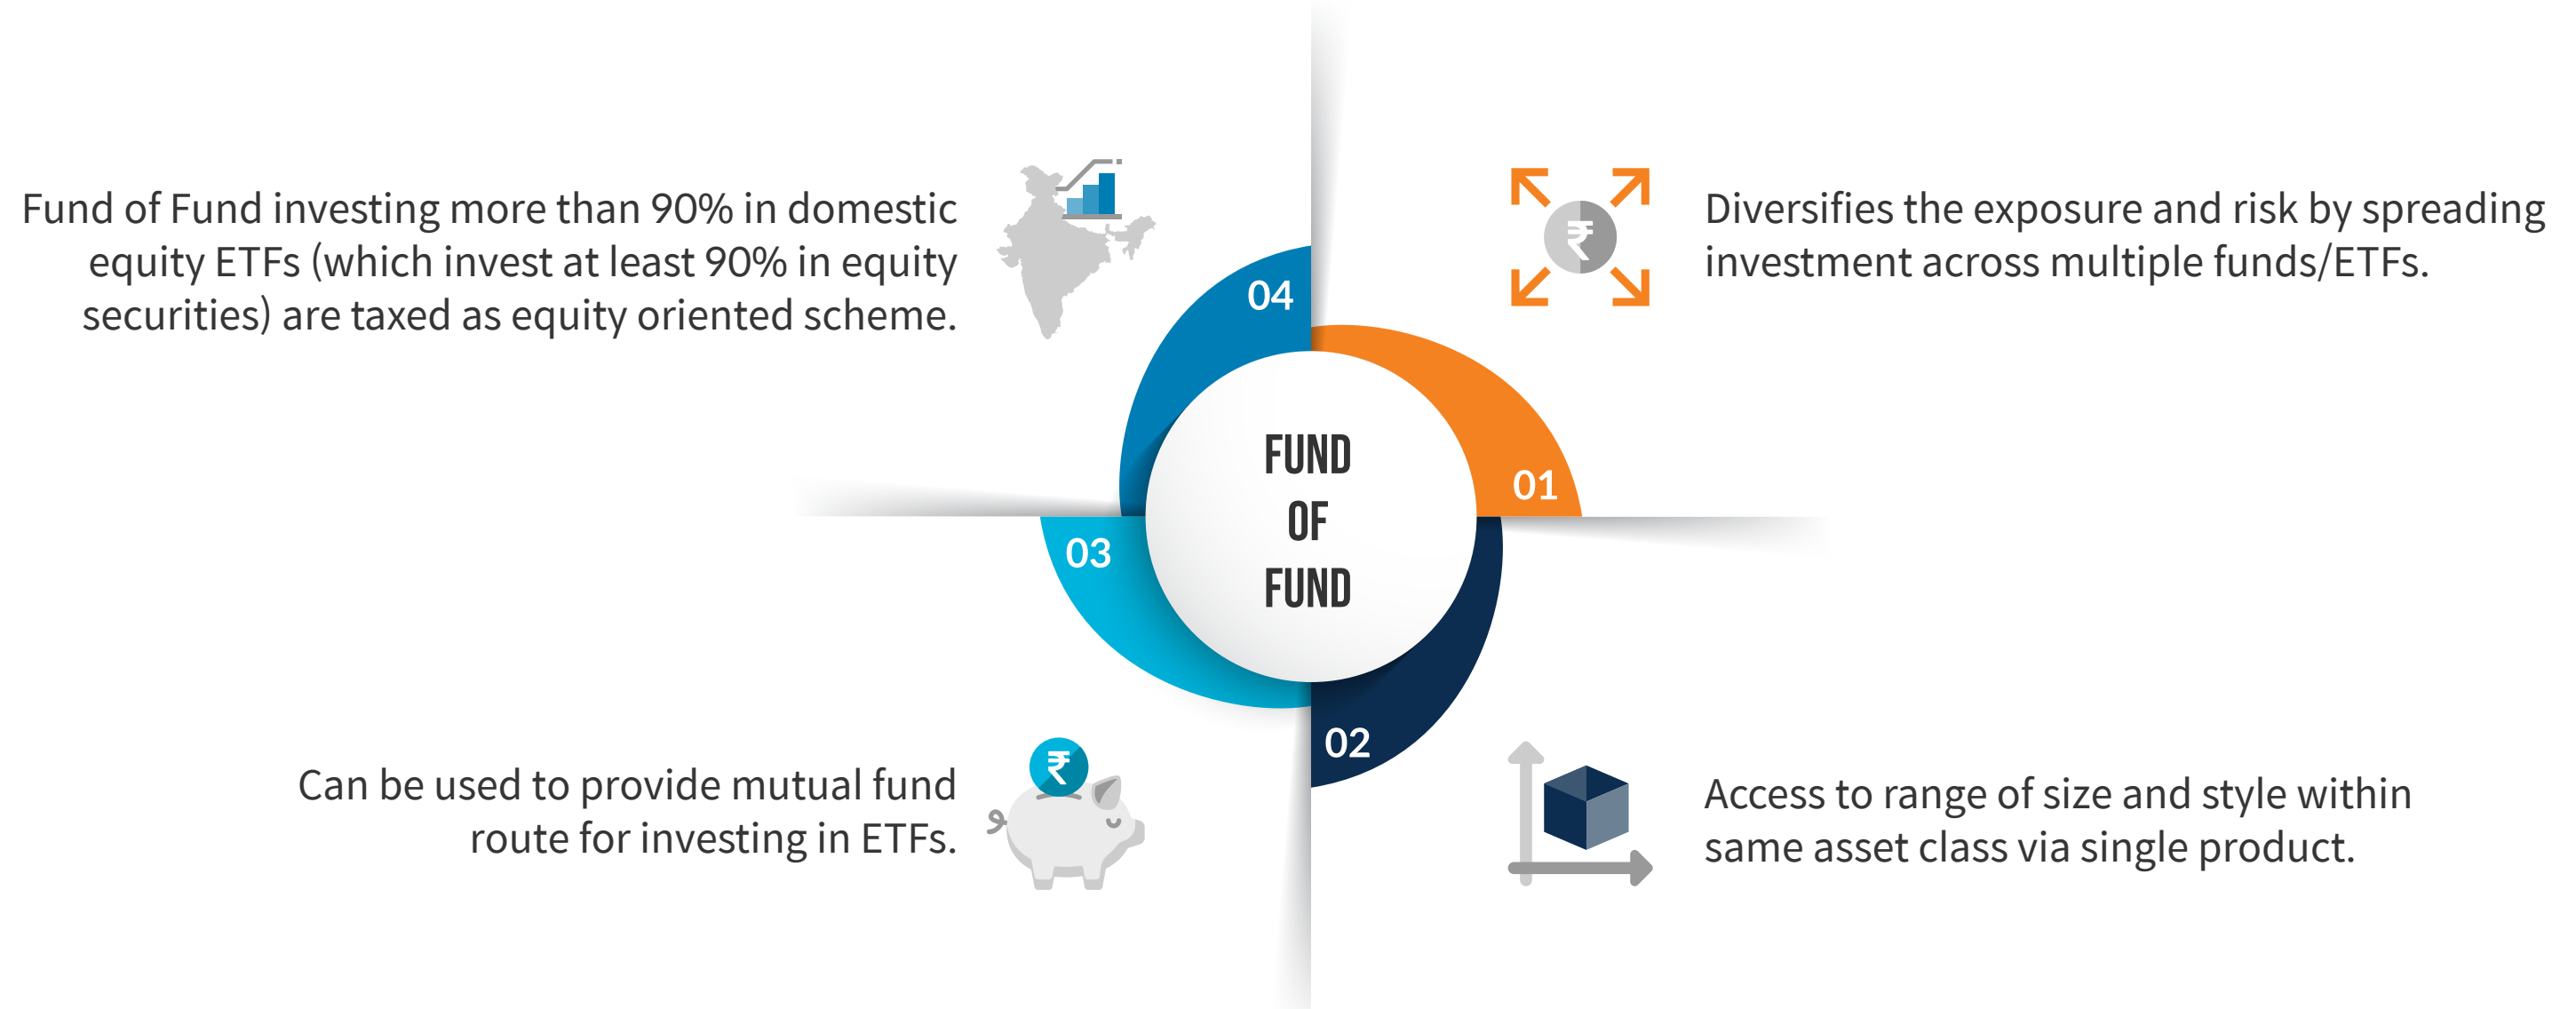 FUND
OF
FUND
01
₹
Diversifies the exposure and risk by spreading
investment across multiple funds/ETFs.
02
Access to range of size and style within
same asset class via single product.
03
₹
Can be used to provide mutual fund
route for investing in ETFs.
04
Fund of Fund investing more than 90% in domestic
equity ETFs (which invest at least 90% in equity
securities) are taxed as equity oriented scheme.